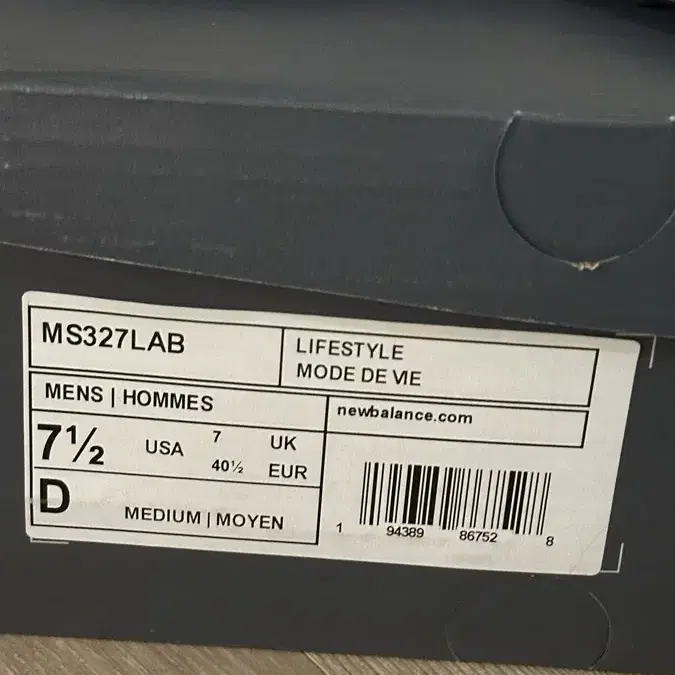 MS327LAB
LIFESTYLE
MODE DE VIE
MENS | HOMMES
newbalance.com
7½ USA 7 UK
40½ EUR
D MEDIUM | MOYEN
1 94389 86752 8